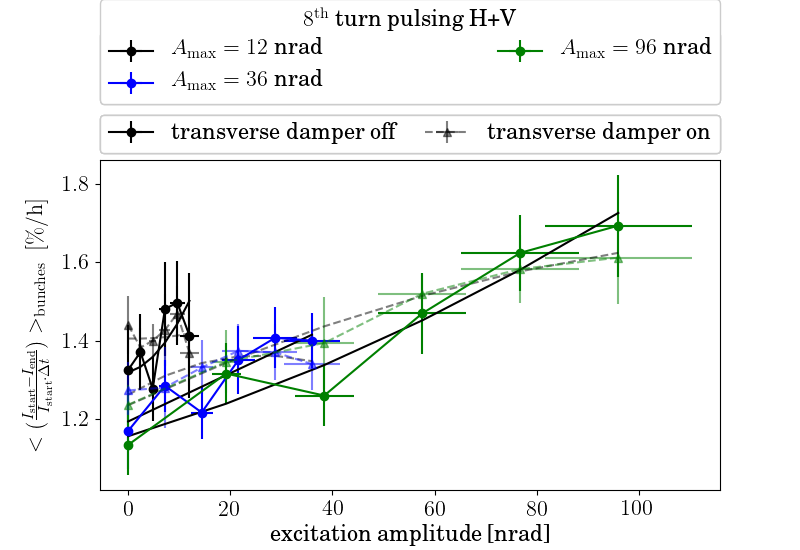 8th turn pulsing H+V
A_max = 12 nrad
A_max = 36 nrad
A_max = 96 nrad
transverse damper off
transverse damper on
1.8
1.6
1.4
1.2
< (I_start−I_end / I_start·Δt) >_bunches [%/h]
0 20 40 60 80 100
excitation amplitude [nrad]